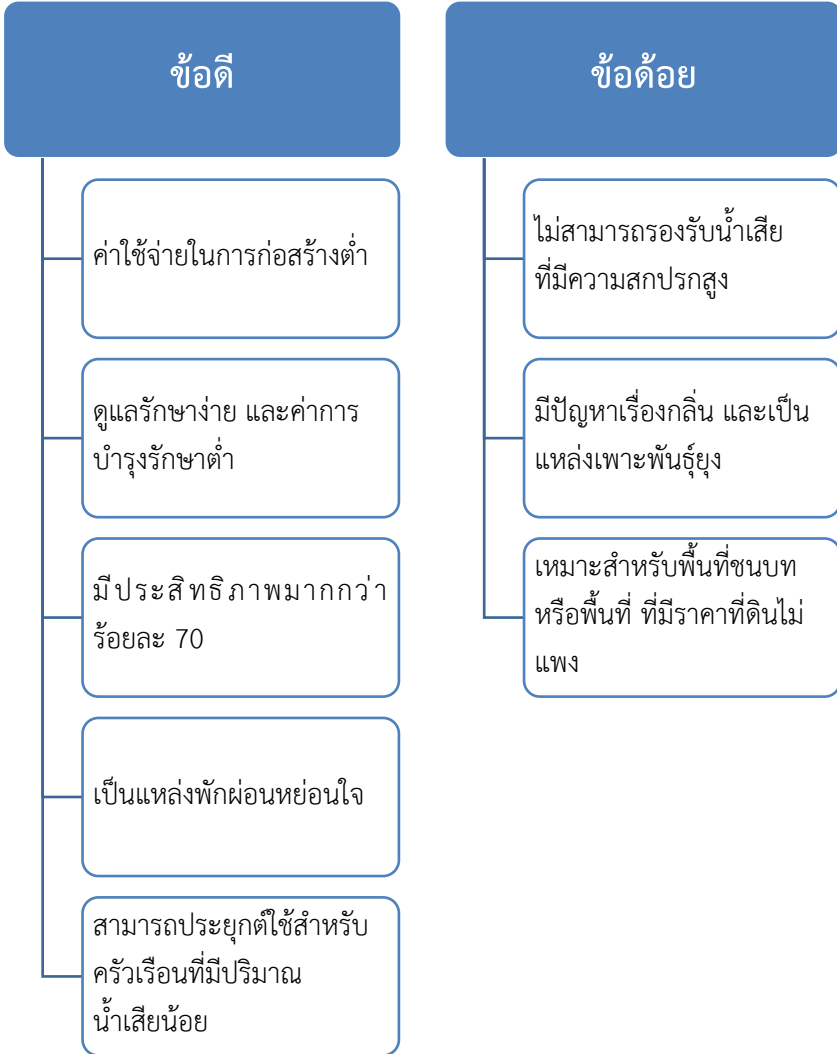 ข้อดี
ค่าใช้จ่ายในการก่อสร้างต่ำ
ดูแลรักษาง่าย และค่าการ
บำรุงรักษาต่ำ
มีประสิทธิภาพมากกว่า
ร้อยละ 70
เป็นแหล่งพักผ่อนหย่อนใจ
สามารถประยุกต์ใช้สำหรับ
ครัวเรือนที่มีปริมาณ
น้ำเสียน้อย
ข้อด้อย
ไม่สามารถรองรับน้ำเสีย
ที่มีความสกปรกสูง
มีปัญหาเรื่องกลิ่น และเป็น
แหล่งเพาะพันธุ์ยุง
เหมาะสำหรับพื้นที่ชนบท
หรือพื้นที่ ที่มีราคาที่ดินไม่
แพง